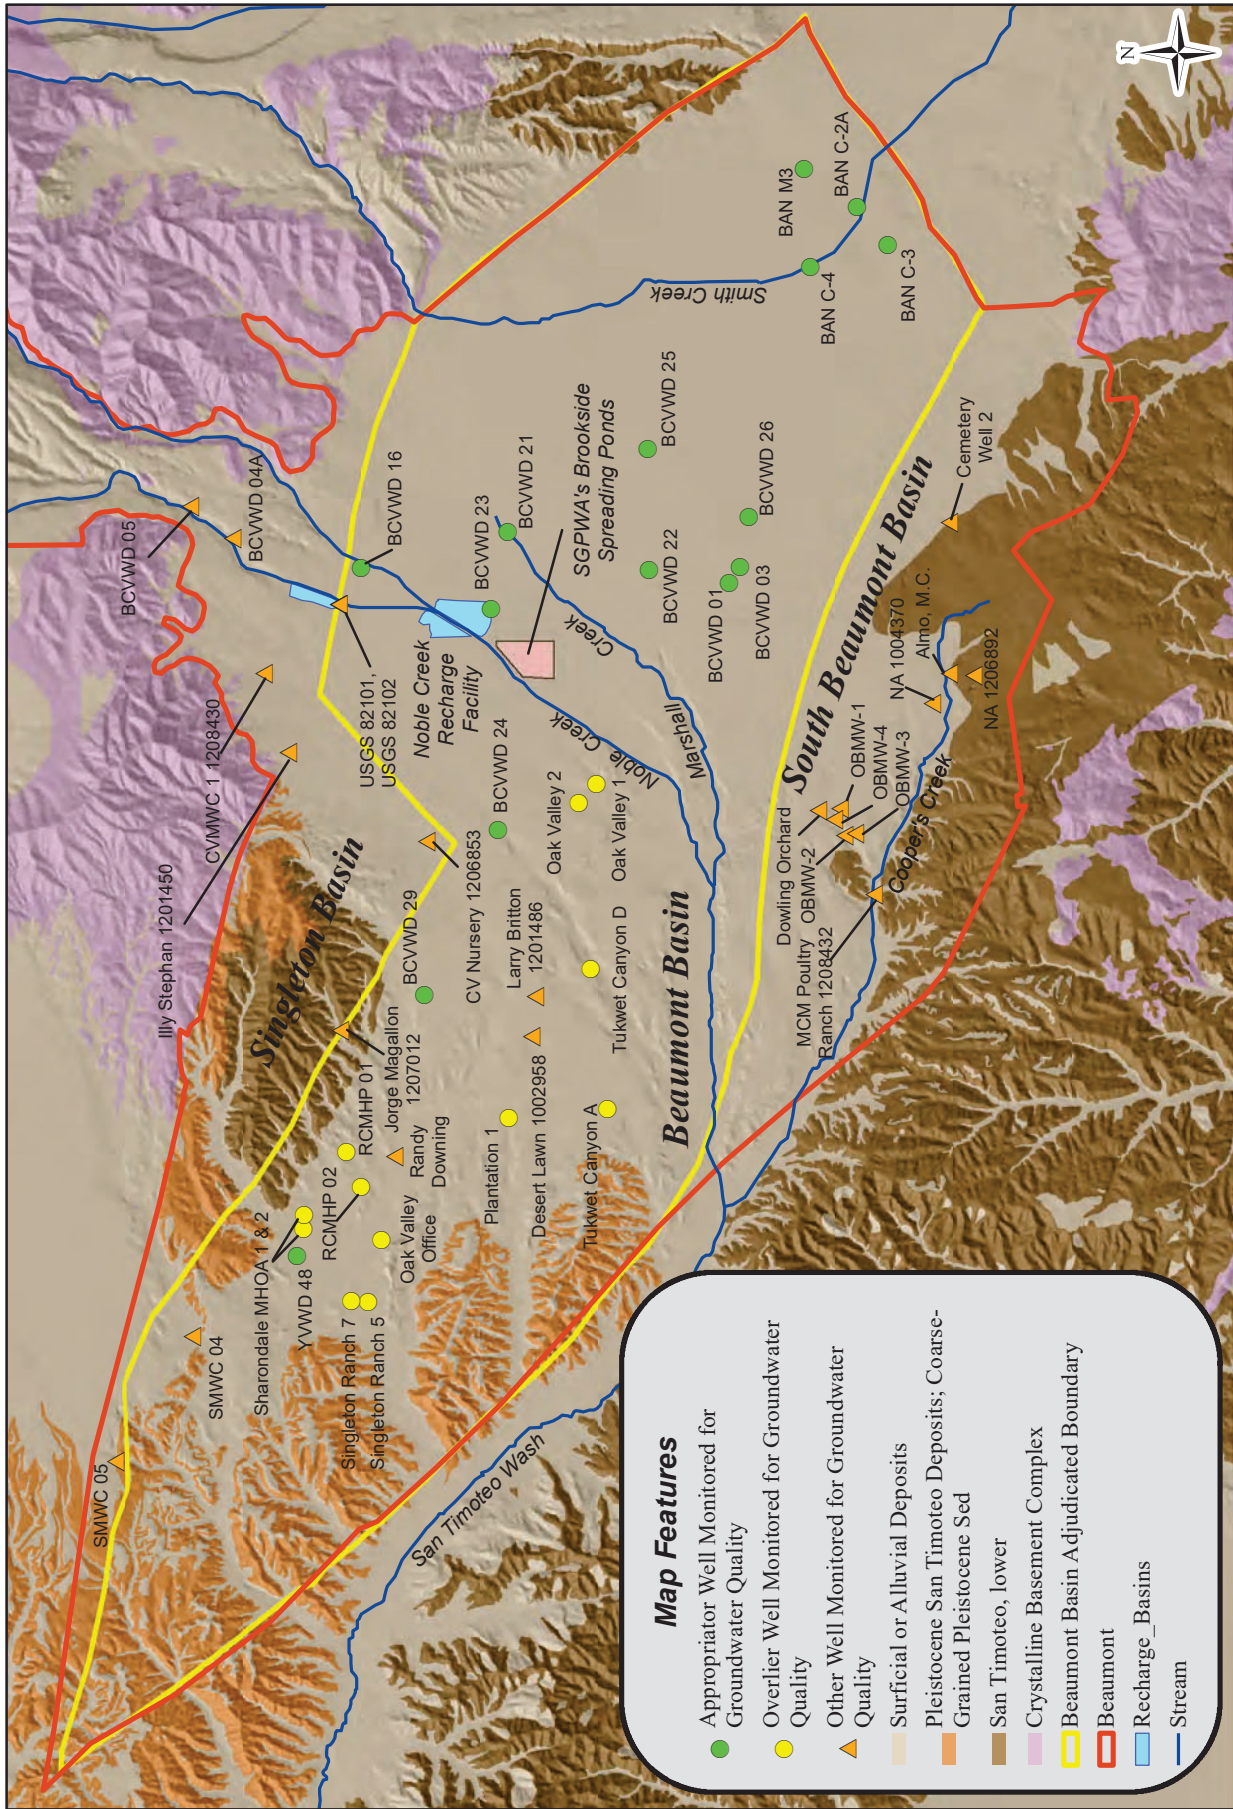 N
BCVWD 05
BCVWD 04A
CVMWC 1 1208430
Illy Stephan 1201450
Singleton Basin
SMWC 05
SMWC 04
Sharondale MHOA 1 & 2
YVWD 48
RCMHP 02
RCMHP 01
Singleton Ranch 7
Singleton Ranch 5
Jorge Magallon
1207012
Randy
Downing
Oak Valley
Office
BCVWD 29
CV Nursery 1206853
BCVWD 24
USGS 82101,
USGS 82102
Noble Creek
Recharge
Facility
BCVWD 16
BCVWD 23
BCVWD 21
SGPWA's Brookside
Spreading Ponds
Larry Britton
1201486
Plantation 1
Desert Lawn 1002958
Oak Valley 2
Oak Valley 1
Tukwet Canyon D
Tukwet Canyon A
Noble Creek
Marshall Creek
Smith Creek
BCVWD 25
BCVWD 22
BCVWD 26
BCVWD 01
BCVWD 03
BAN M3
BAN C-2A
BAN C-4
BAN C-3
Beaumont Basin
South Beaumont Basin
Dowling Orchard
OBMW-2
OBMW-1
OBMW-4
OBMW-3
MCM Poultry
Ranch 1208432
Cooper's Creek
NA 1004370
Almo, M.C.
NA 1206892
Cemetery
Well 2
San Timoteo Wash
Map Features
Appropriator Well Monitored for
Groundwater Quality
Overlier Well Monitored for Groundwater
Quality
Other Well Monitored for Groundwater
Quality
Surficial or Alluvial Deposits
Pleistocene San Timoteo Deposits; Coarse-
Grained Pleistocene Sed
San Timoteo, lower
Crystalline Basement Complex
Beaumont Basin Adjudicated Boundary
Beaumont
Recharge_Basins
Stream